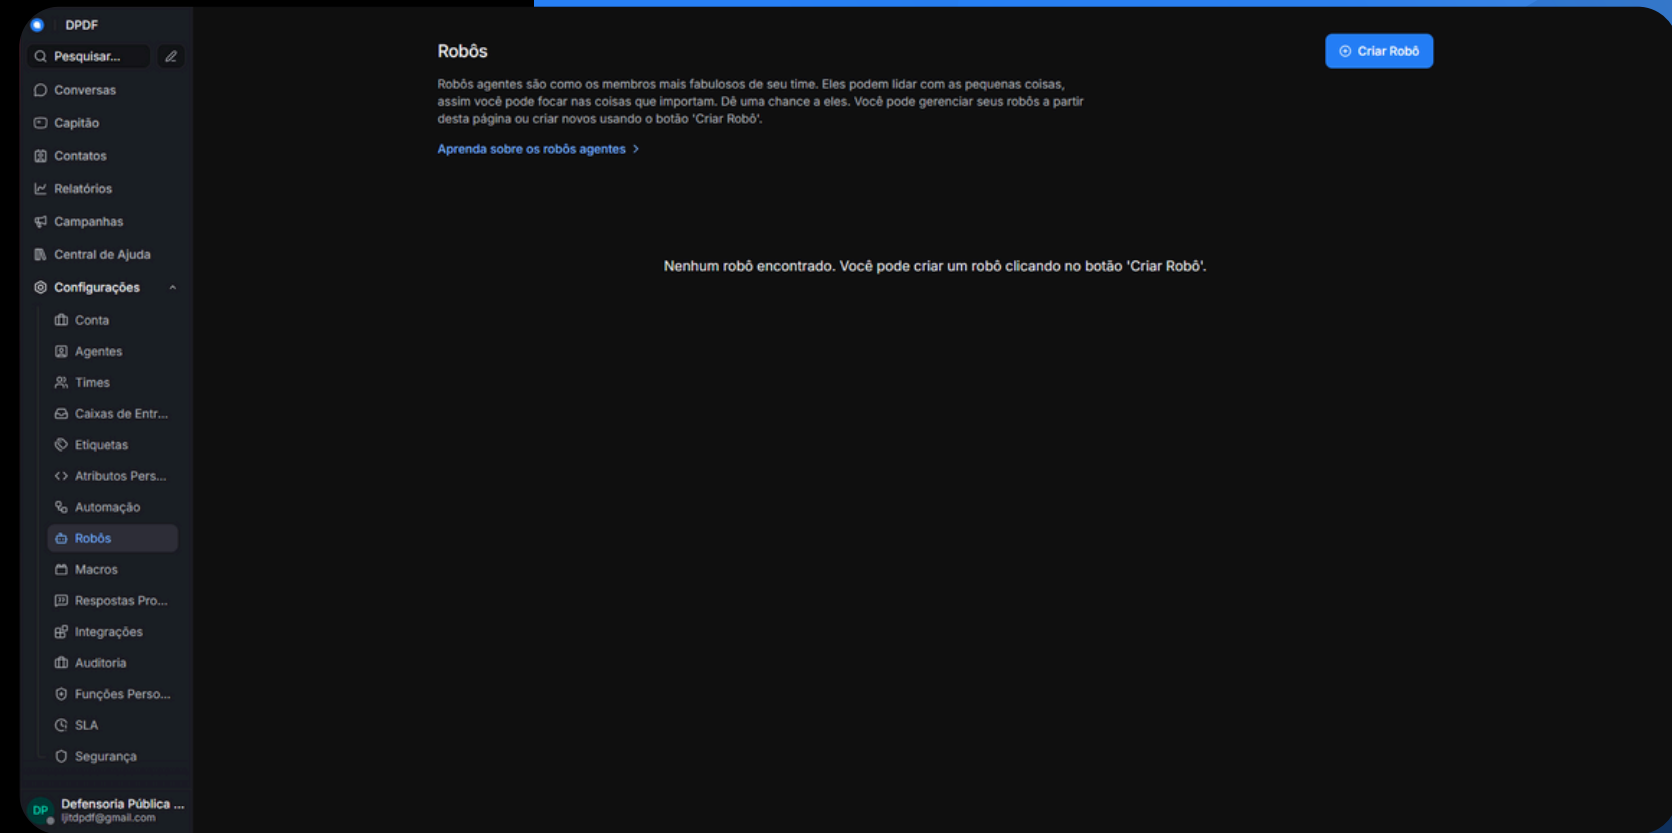 DPDF
Pesquisar...
Conversas
Capitão
Contatos
Relatórios
Campanhas
Central de Ajuda
Configurações
Conta
Agentes
Times
Caixas de Entr...
Etiquetas
Atributos Pers...
Automação
Robôs
Macros
Respostas Pro...
Integrações
Auditoria
Funções Perso...
SLA
Segurança
DP
Defensoria Pública ...
ljitdpdf@gmail.com
Robôs
Criar Robô
Robôs agentes são como os membros mais fabulosos de seu time. Eles podem lidar com as pequenas coisas,
assim você pode focar nas coisas que importam. Dê uma chance a eles. Você pode gerenciar seus robôs a partir
desta página ou criar novos usando o botão 'Criar Robô'.
Aprenda sobre os robôs agentes
Nenhum robô encontrado. Você pode criar um robô clicando no botão 'Criar Robô'.